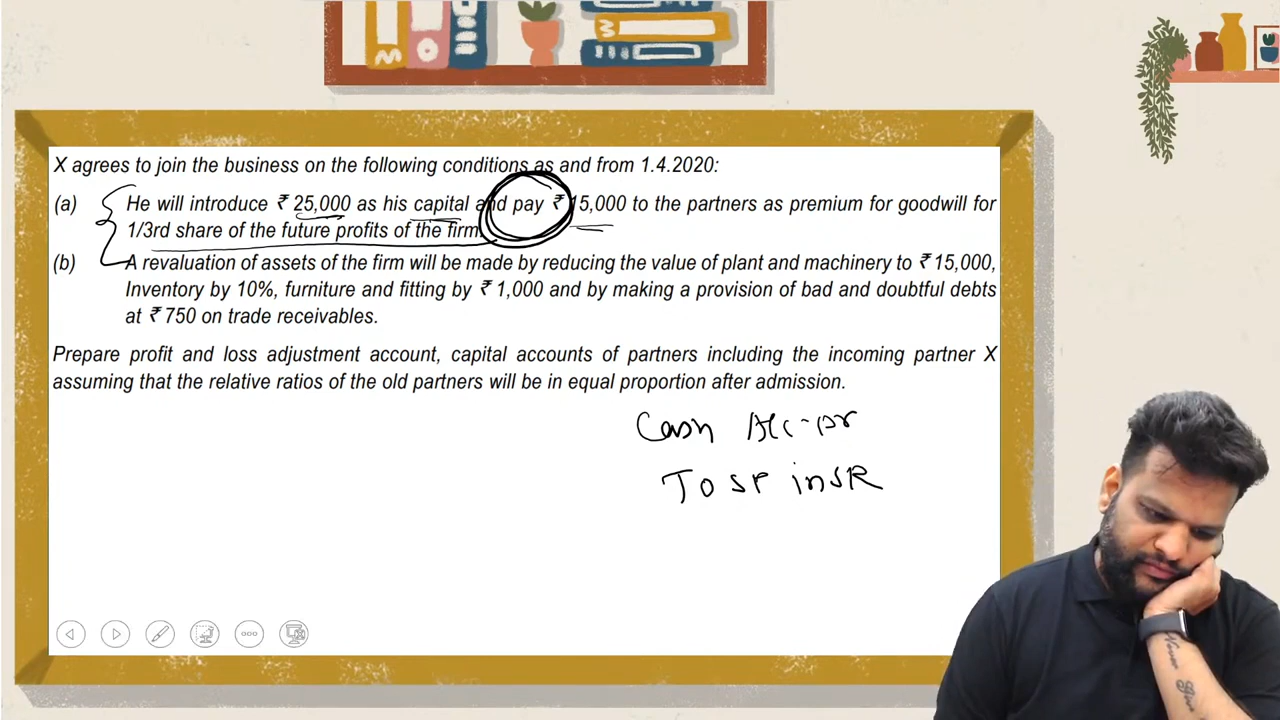 X agrees to join the business on the following conditions as and from 1.4.2020:
(a) He will introduce ₹ 25,000 as his capital and pay ₹ 15,000 to the partners as premium for goodwill for
1/3rd share of the future profits of the firm.
(b) A revaluation of assets of the firm will be made by reducing the value of plant and machinery to ₹ 15,000,
Inventory by 10%, furniture and fitting by ₹ 1,000 and by making a provision of bad and doubtful debts
at ₹ 750 on trade receivables.
Prepare profit and loss adjustment account, capital accounts of partners including the incoming partner X
assuming that the relative ratios of the old partners will be in equal proportion after admission.
Cash A/c - Dr
To SP in SR